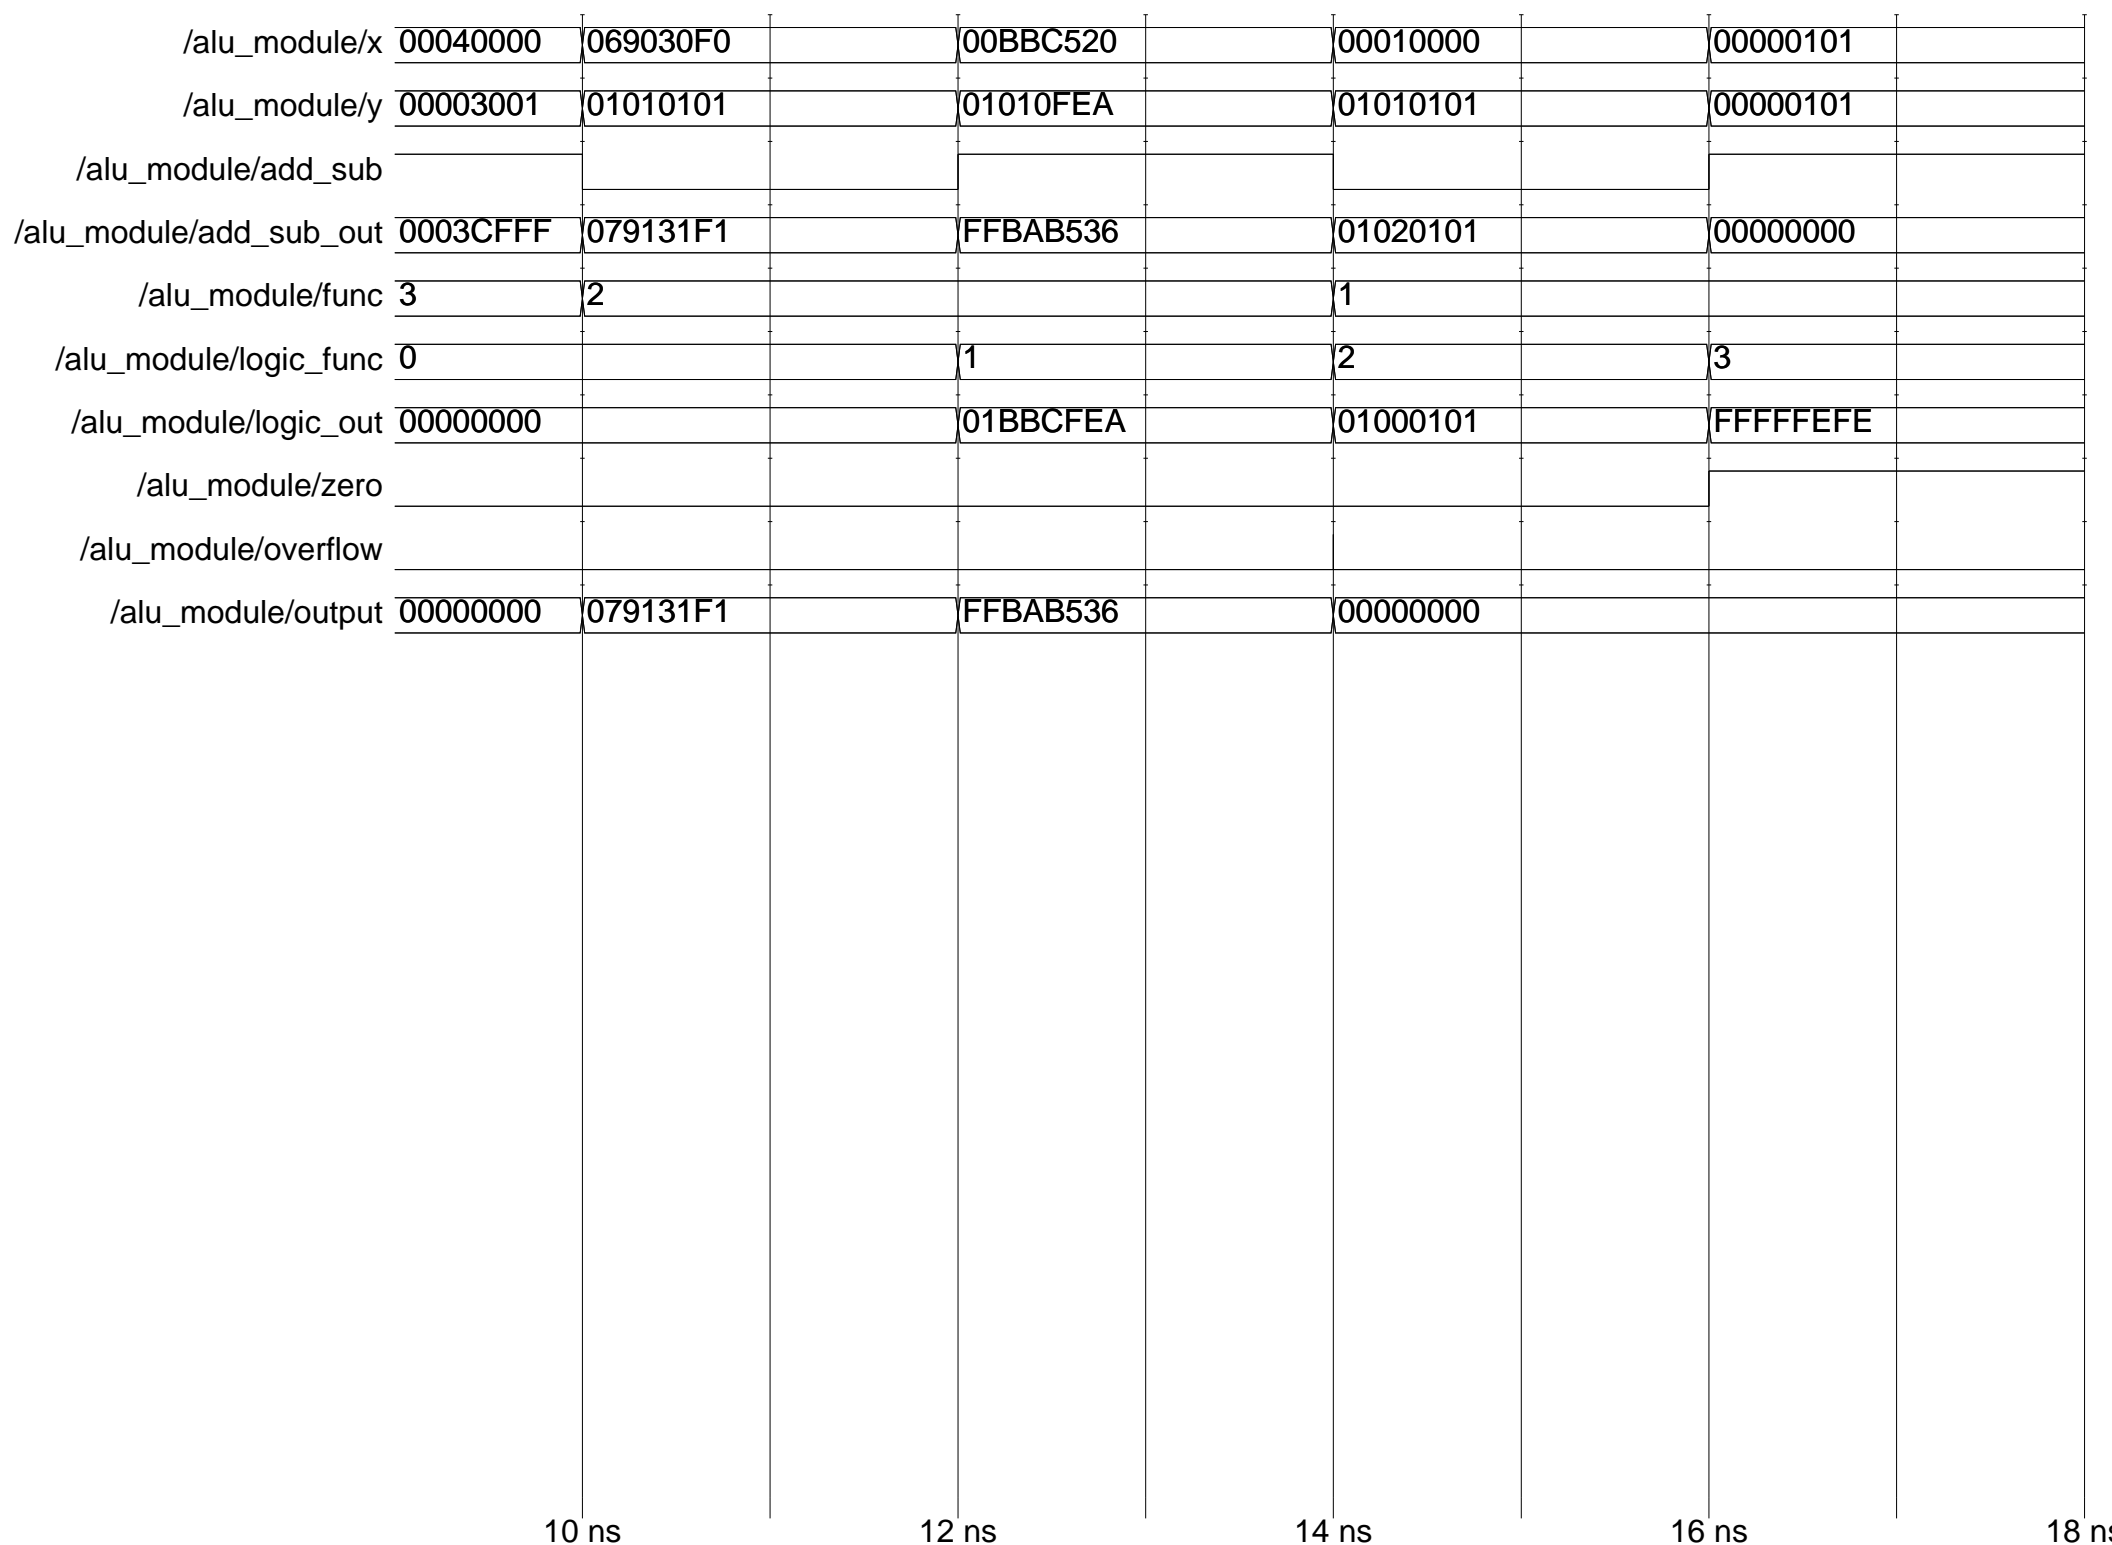 /alu_module/x 00040000 069030F0 00BBC520 00010000 00000101
/alu_module/y 00003001 01010101 01010FEA 01010101 00000101
/alu_module/add_sub
/alu_module/add_sub_out 0003CFFF 079131F1 FFBAB536 01020101 00000000
/alu_module/func 3 2 1
/alu_module/logic_func 0 1 2 3
/alu_module/logic_out 00000000 01BBCFEA 01000101 FFFFFEFE
/alu_module/zero
/alu_module/overflow
/alu_module/output 00000000 079131F1 FFBAB536 00000000
10 ns 12 ns 14 ns 16 ns 18 ns